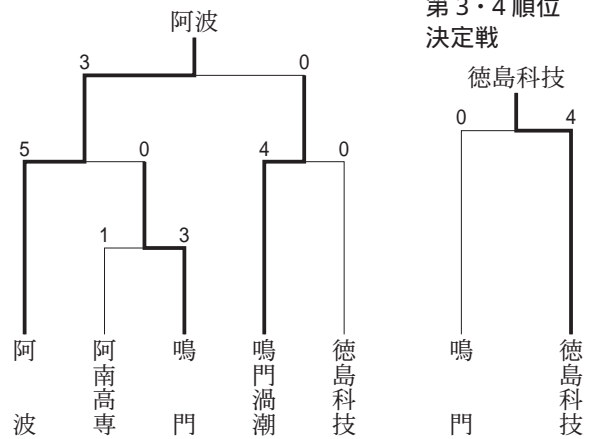 第3・4順位
決定戦
阿波
徳島科技
3 0
0 4
5 0 4 0
1 3
阿波
阿南高専
鳴門
鳴門渦潮
徳島科技
鳴門
徳島科技